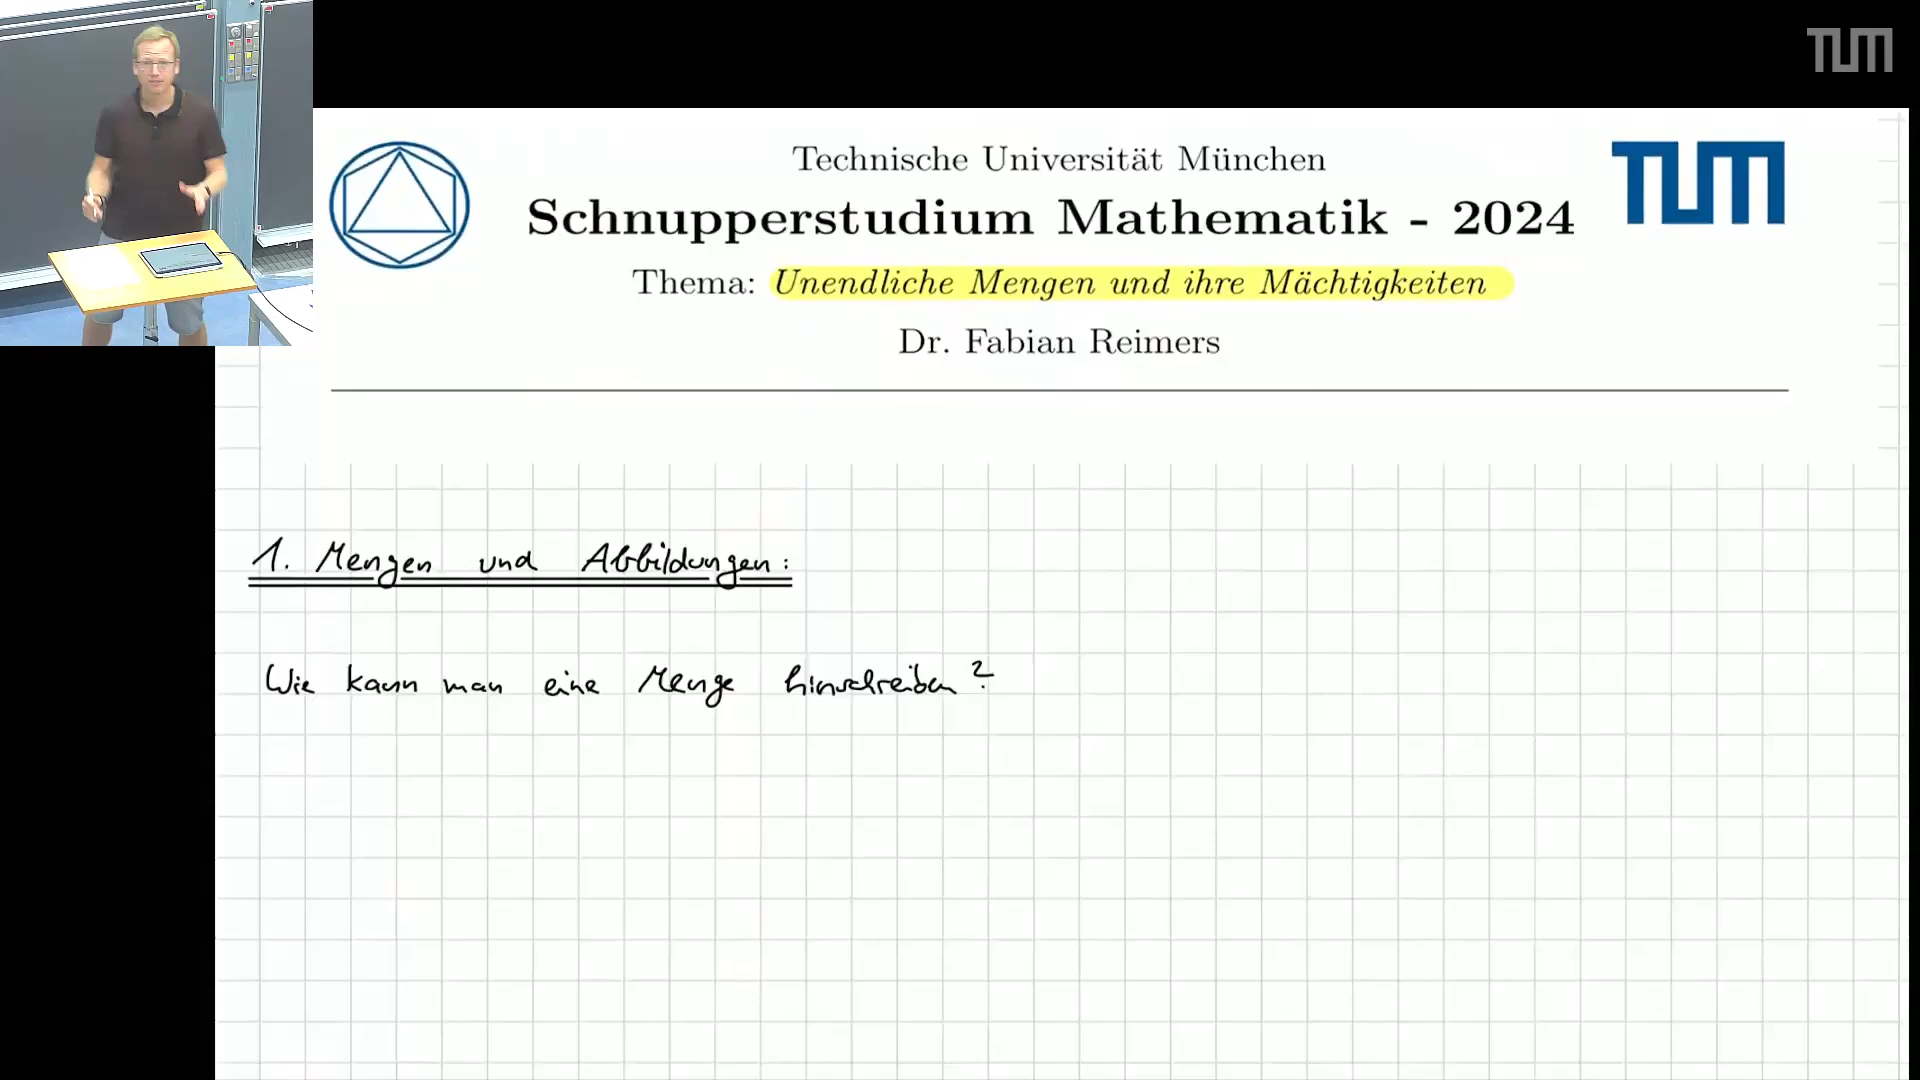 TUM
Technische Universität München
TUM
Schnupperstudium Mathematik - 2024
Thema: Unendliche Mengen und ihre Mächtigkeiten
Dr. Fabian Reimers
1. Mengen und Abbildungen:
Wie kann man eine Menge hinschreiben?